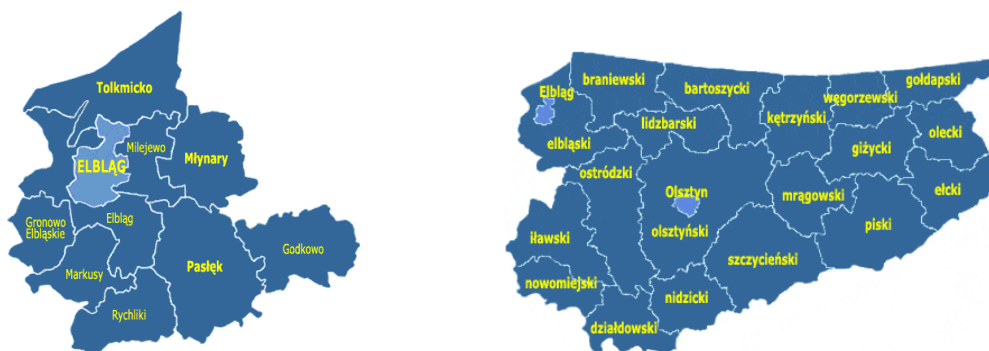 Tolkmicko
Milejewo
ELBLĄG
Młynary
Gronowo
Elbląskie
Elbląg
Markusy
Pasłęk
Godkowo
Rychliki
Elbląg
braniewski
bartoszycki
gołdapski
węgorzewski
kętrzyński
lidzbarski
olecki
elbląski
giżycki
ostródzki
Olsztyn
mrągowski
ełcki
piski
iławski
olsztyński
szczycieński
nowomiejski
nidzicki
działdowski